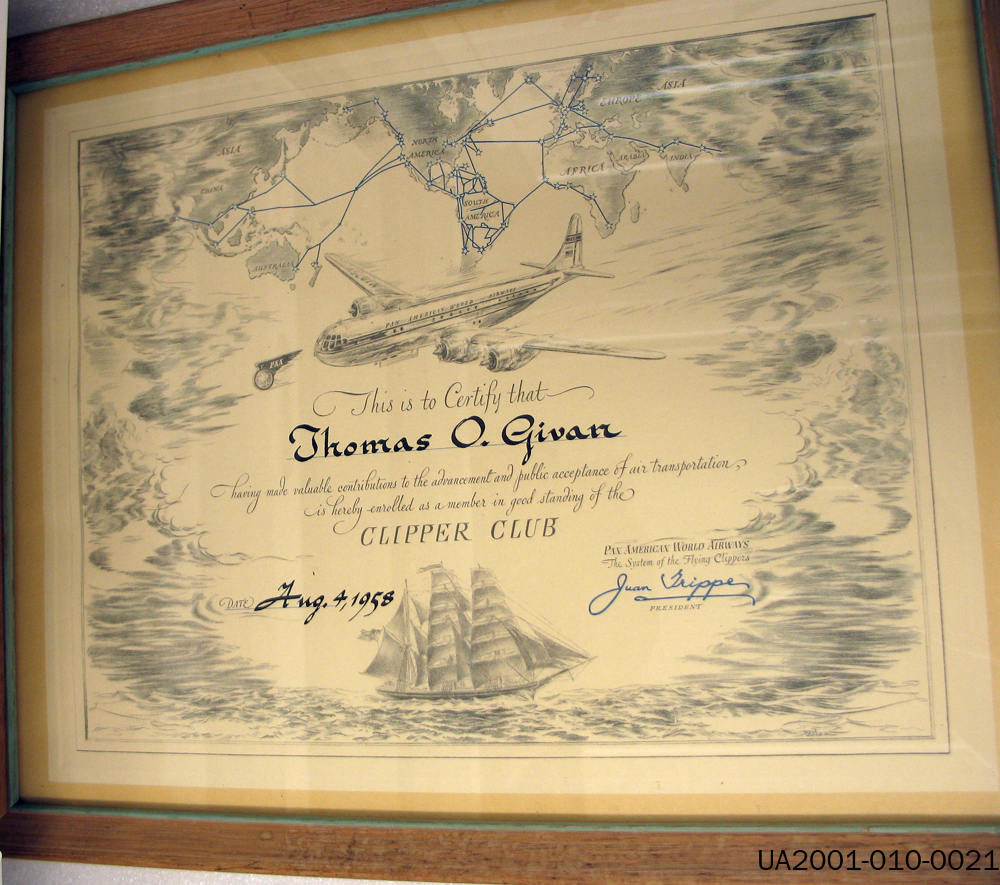 ASIA
EUROPE
NORTH
AMERICA
ASIA
AFRICA
ARABIA
INDIA
CHINA
SOUTH
AMERICA
AUSTRALIA
PAN AMERICAN WORLD AIRWAYS
PAA
This is to Certify that
Thomas O. Givan
having made valuable contributions to the advancement and public acceptance of air transportation,
is hereby enrolled as a member in good standing of the
CLIPPER CLUB
PAN AMERICAN WORLD AIRWAYS
The System of the Flying Clippers
DATE Aug. 4, 1958
Juan Trippe
PRESIDENT
UA2001-010-0021